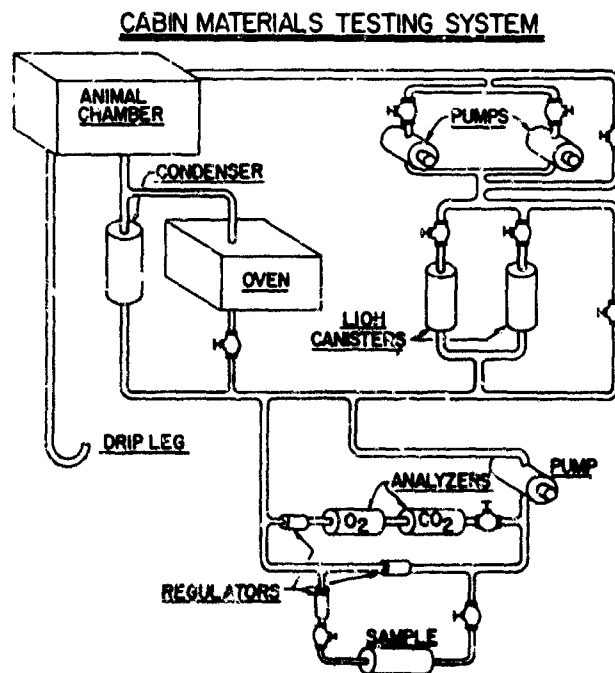 CABIN MATERIALS TESTING SYSTEM
ANIMAL
CHAMBER
PUMPS
CONDENSER
OVEN
LIOH
CANISTERS
DRIP LEG
PUMP
ANALYZERS
O2
CO2
REGULATORS
SAMPLE